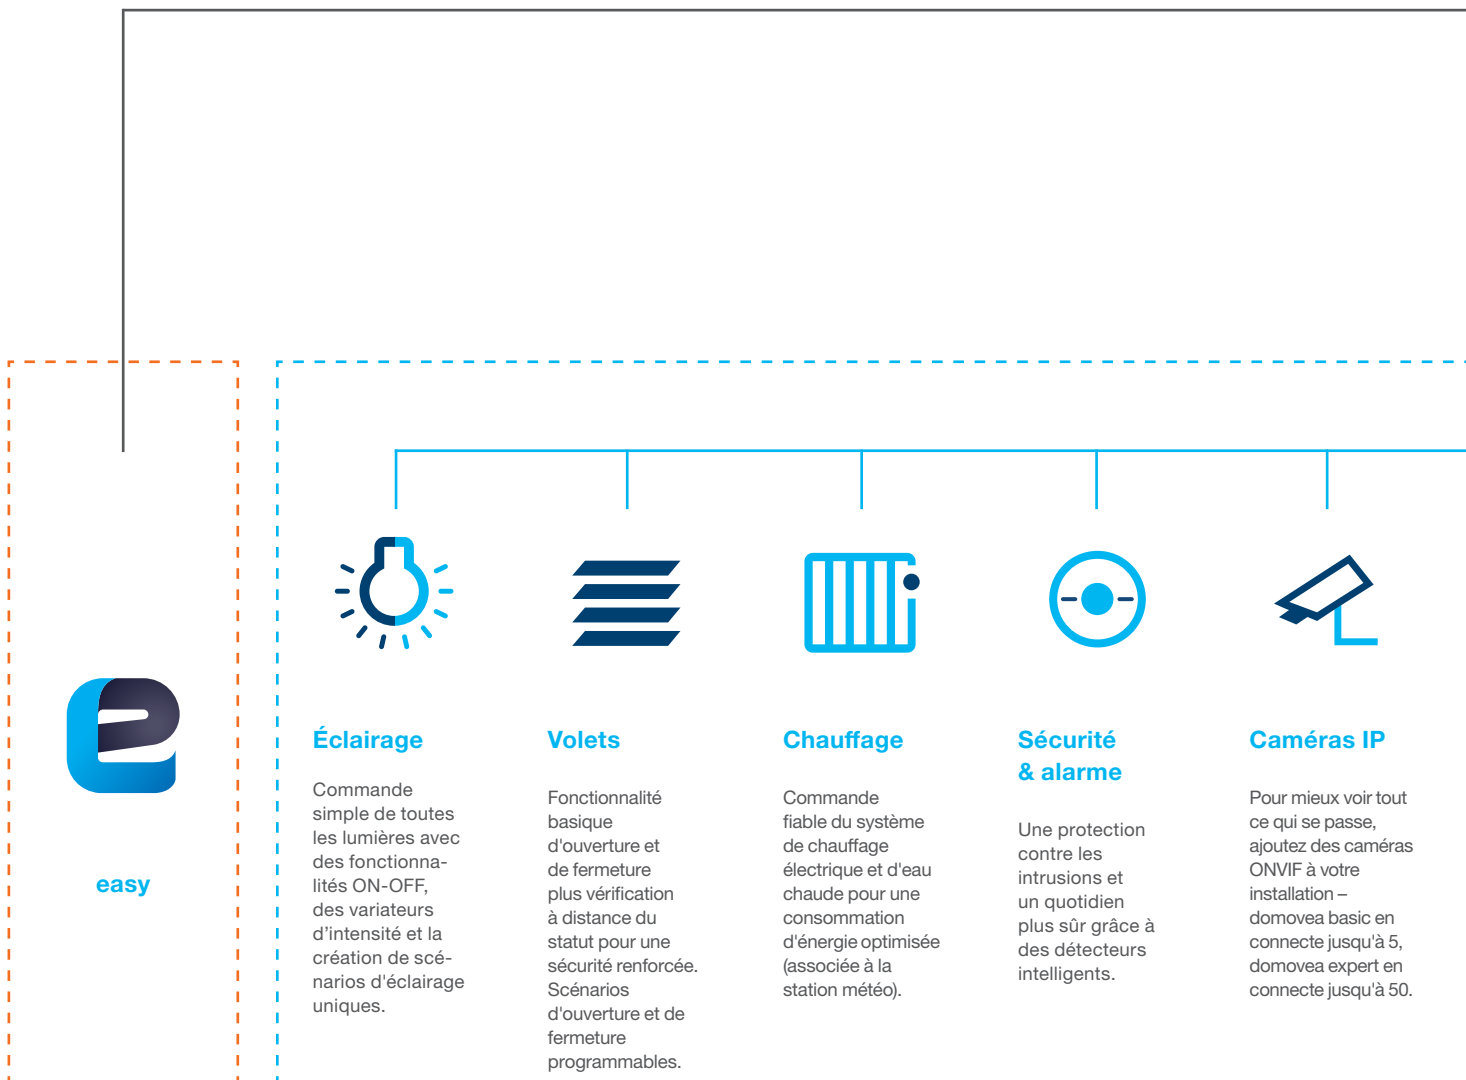 easy
Éclairage
Commande
simple de toutes
les lumières avec
des fonctionna-
lités ON-OFF,
des variateurs
d’intensité et la
création de scé-
narios d'éclairage
uniques.
Volets
Fonctionnalité
basique
d'ouverture et
de fermeture
plus vérification
à distance du
statut pour une
sécurité renforcée.
Scénarios
d'ouverture et de
fermeture
programmables.
Chauffage
Commande
fiable du système
de chauffage
électrique et d'eau
chaude pour une
consommation
d'énergie optimisée
(associée à la
station météo).
Sécurité
& alarme
Une protection
contre les
intrusions et
un quotidien
plus sûr grâce à
des détecteurs
intelligents.
Caméras IP
Pour mieux voir tout
ce qui se passe,
ajoutez des caméras
ONVIF à votre
installation –
domovea basic en
connecte jusqu'à 5,
domovea expert en
connecte jusqu'à 50.